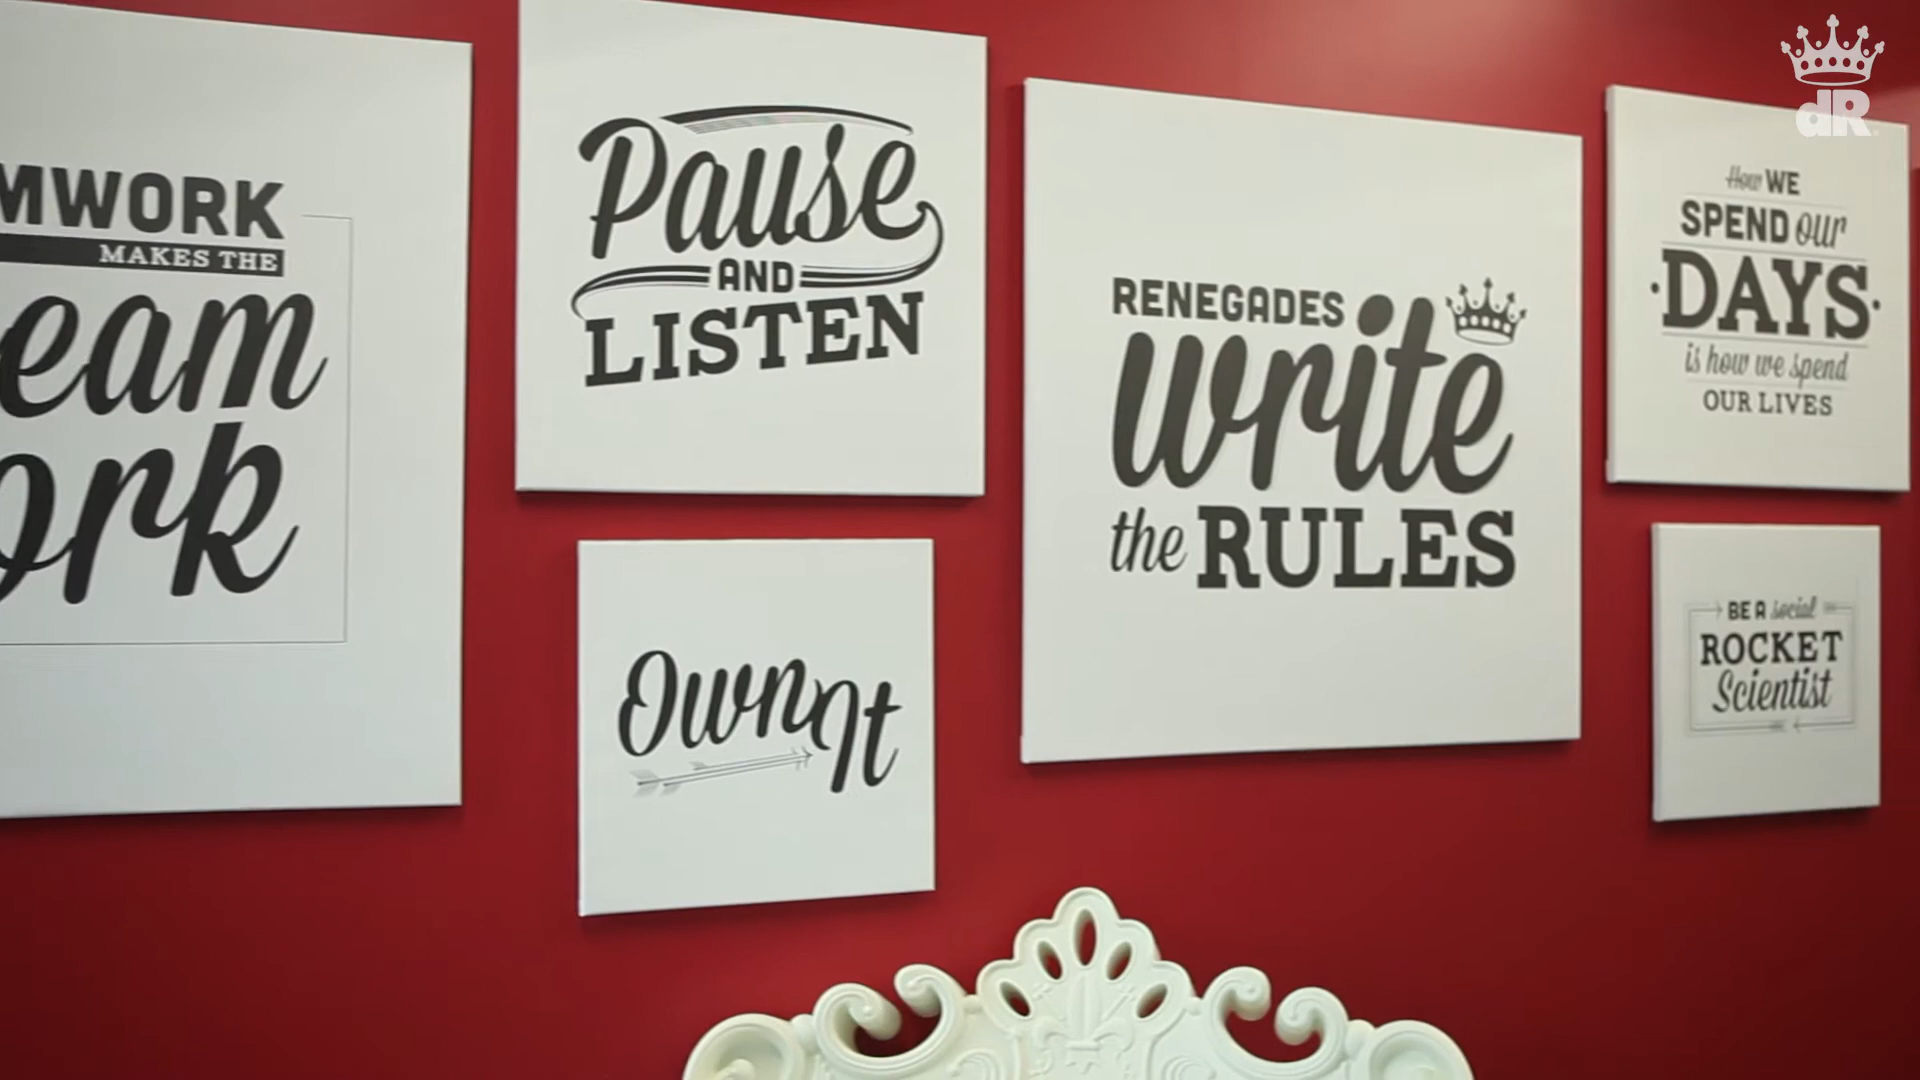 MWORK
MAKES THE
eam
ork
Pause
AND
LISTEN
Own It
RENEGADES
write
the RULES
How WE
SPEND our
DAYS
is how we spend
OUR LIVES
BE A social
ROCKET
Scientist
dR